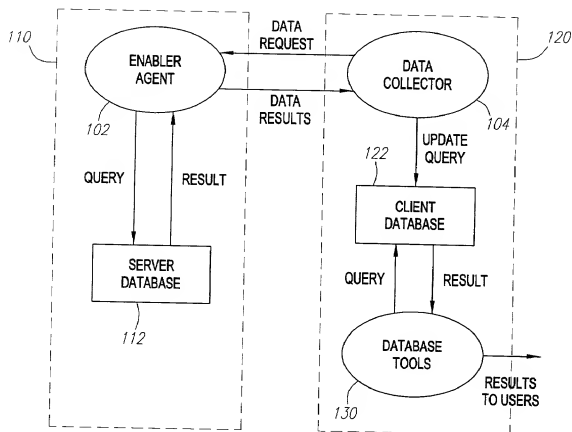 110
ENABLER
AGENT
102
DATA
REQUEST
DATA
RESULTS
DATA
COLLECTOR
104
120
QUERY
RESULT
SERVER
DATABASE
112
UPDATE
QUERY
122
CLIENT
DATABASE
QUERY
RESULT
DATABASE
TOOLS
130
RESULTS
TO USERS